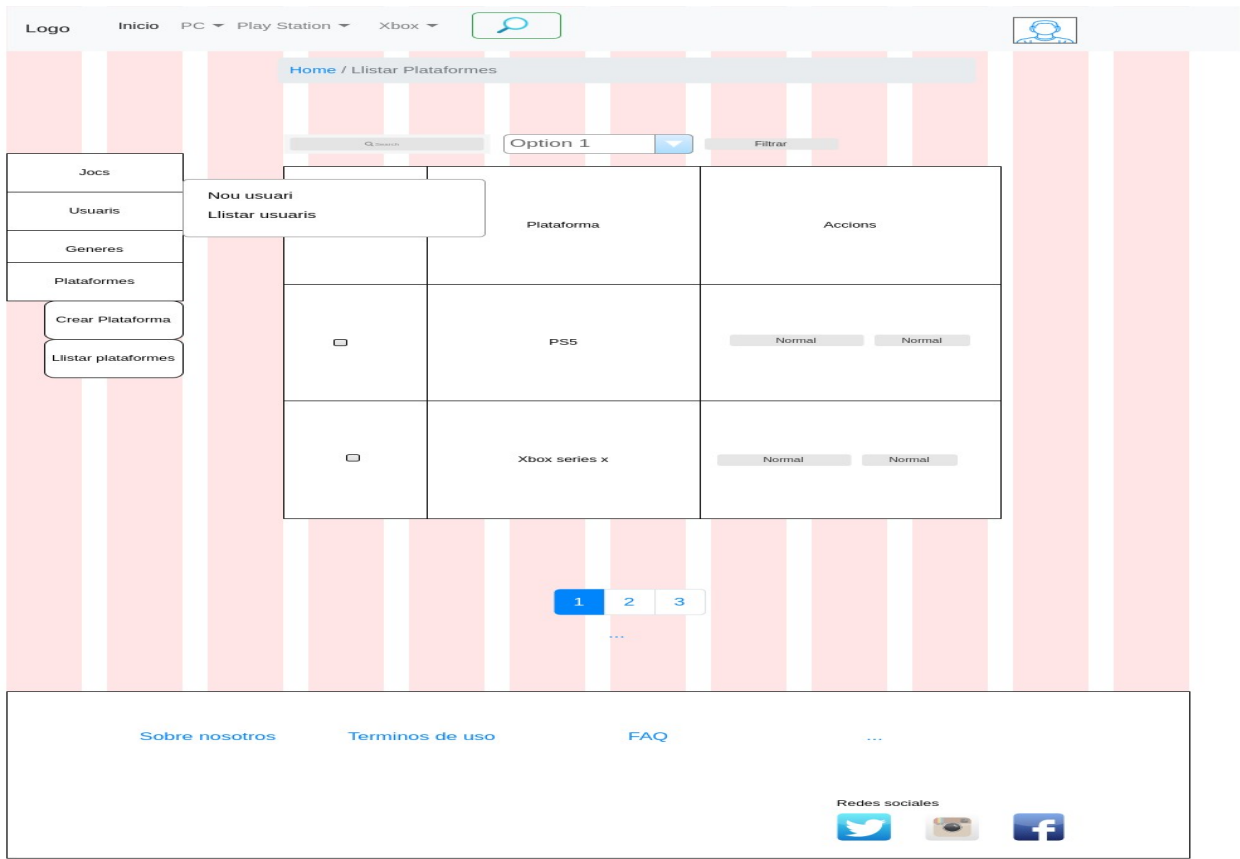 Logo Inicio PC Play Station Xbox
Home / Llistar Plataformes
Search Option 1 Filtrar
Jocs
Usuaris
Generes
Plataformes
Crear Plataforma
Llistar plataformes
Nou usuari
Llistar usuaris
Plataforma Accions
PS5 Normal Normal
Xbox series x Normal Normal
1 2 3
...
Sobre nosotros Terminos de uso FAQ ...
Redes sociales